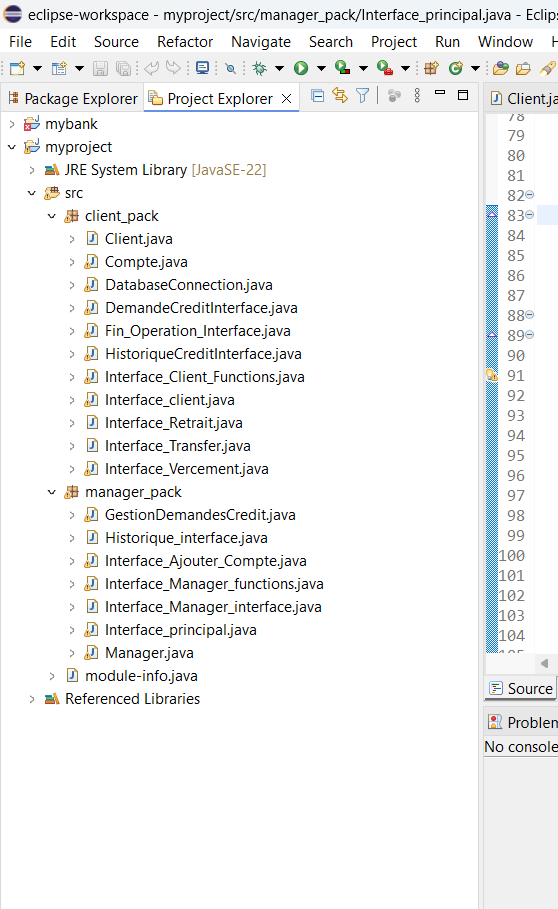 eclipse-workspace - myproject/src/manager_pack/Interface_principal.java - Eclip
File Edit Source Refactor Navigate Search Project Run Window
Package Explorer Project Explorer Client.ja
mybank
myproject
JRE System Library [JavaSE-22]
src
client_pack
Client.java
Compte.java
DatabaseConnection.java
DemandeCreditInterface.java
Fin_Operation_Interface.java
HistoriqueCreditInterface.java
Interface_Client_Functions.java
Interface_client.java
Interface_Retrait.java
Interface_Transfer.java
Interface_Vercement.java
manager_pack
GestionDemandesCredit.java
Historique_interface.java
Interface_Ajouter_Compte.java
Interface_Manager_functions.java
Interface_Manager_interface.java
Interface_principal.java
Manager.java
module-info.java
Referenced Libraries
78
79
80
81
82
83
84
85
86
87
88
89
90
91
92
93
94
95
96
97
98
99
100
101
102
103
104
105
Source
Problem
No console